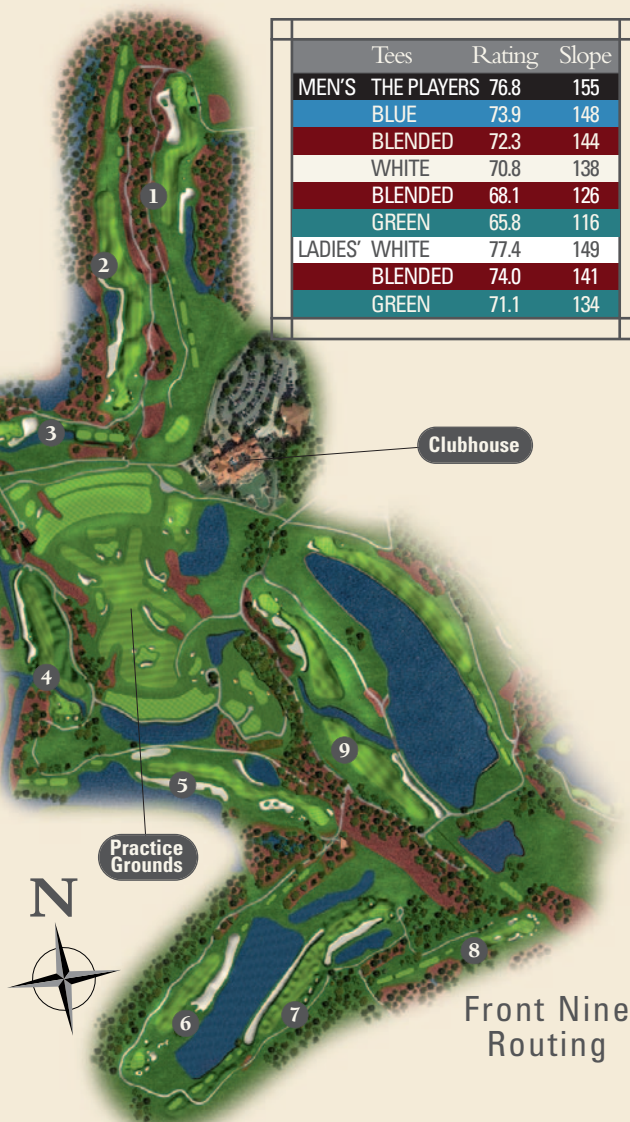 Tees Rating Slope
MEN'S THE PLAYERS 76.8 155
BLUE 73.9 148
BLENDED 72.3 144
WHITE 70.8 138
BLENDED 68.1 126
GREEN 65.8 116
LADIES' WHITE 77.4 149
BLENDED 74.0 141
GREEN 71.1 134
1
2
3
Clubhouse
4
9
5
Practice
Grounds
N
8
7
6
Front Nine
Routing